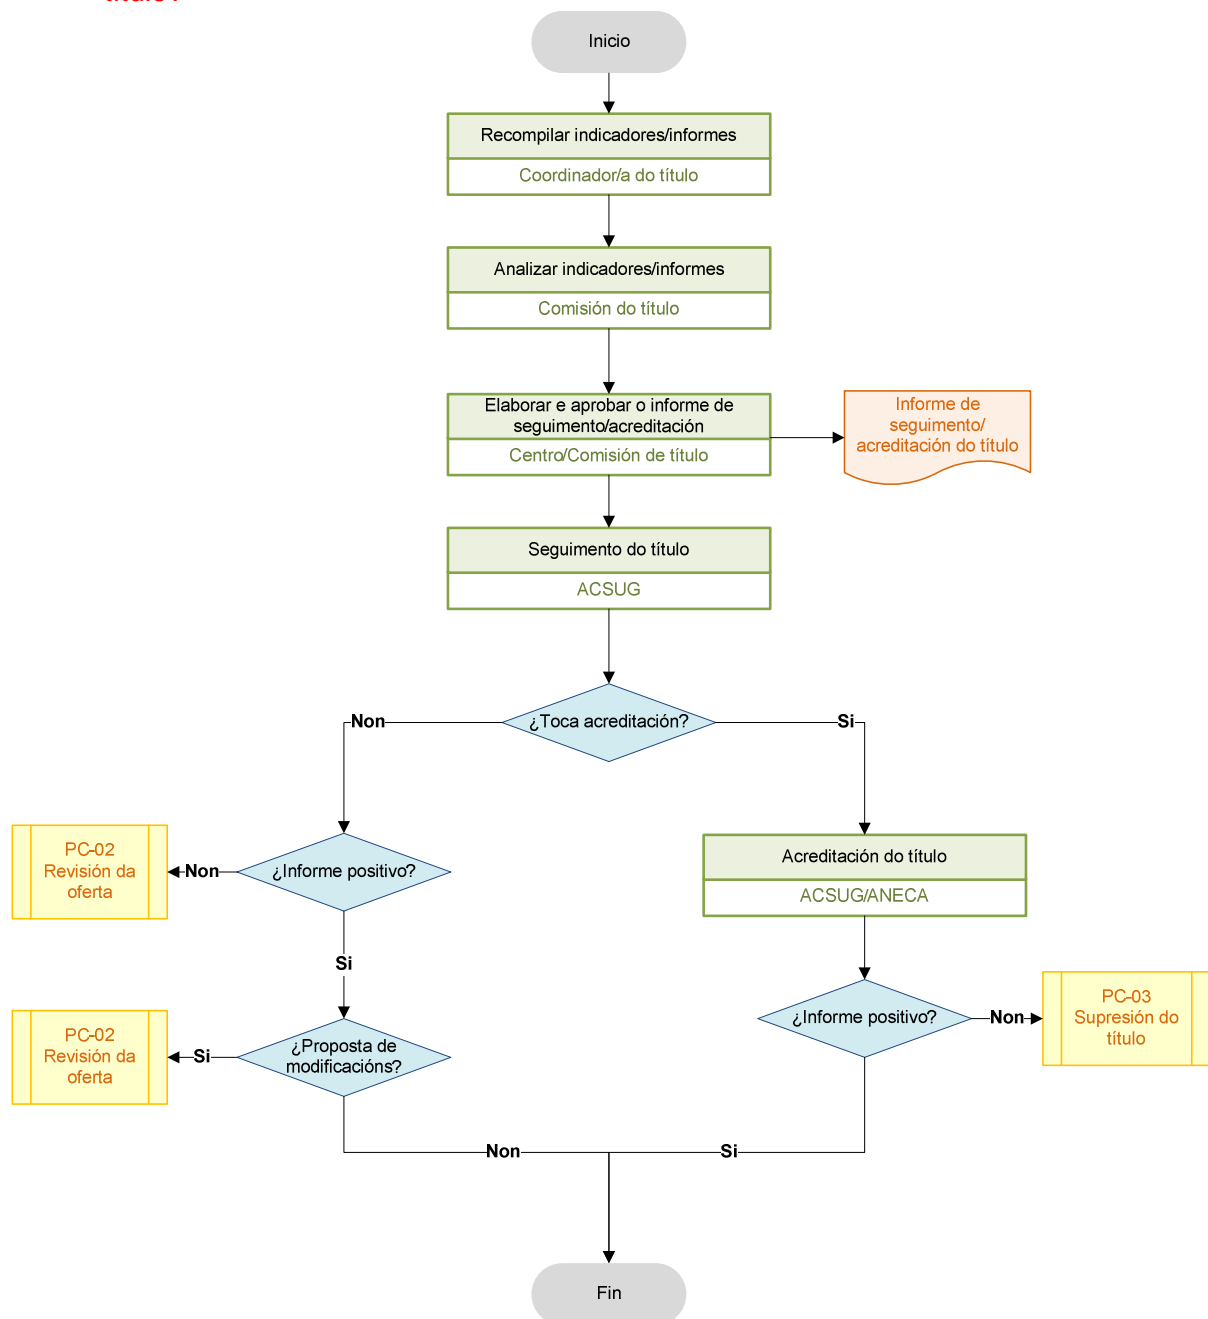 Inicio
Recompilar indicadores/informes
Coordinador/a do título
Analizar indicadores/informes
Comisión do título
Elaborar e aprobar o informe de
seguimento/acreditación
Centro/Comisión de título
Informe de
seguimento/
acreditación do título
Seguimento do título
ACSUG
¿Toca acreditación?
Non
Si
PC-02
Revisión da
oferta
Non
¿Informe positivo?
Acreditación do título
ACSUG/ANECA
Si
¿Informe positivo?
Non
PC-03
Supresión do
título
PC-02
Revisión da
oferta
Si
¿Proposta de
modificacións?
Non
Si
Fin